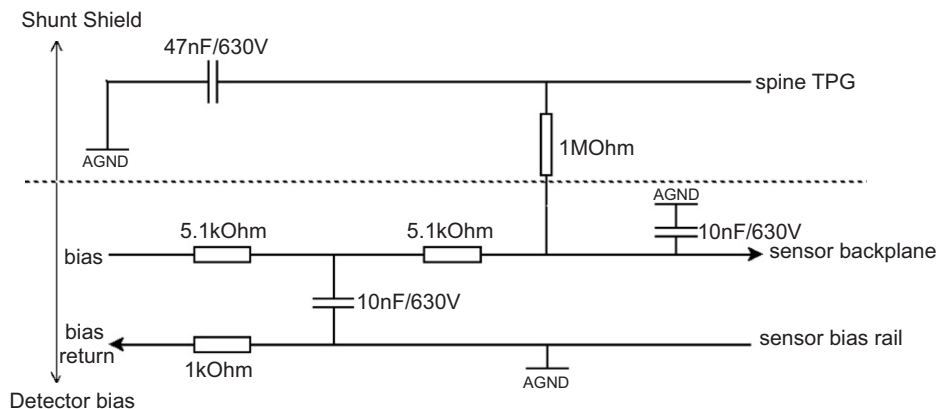 Shunt Shield
47nF/630V
spine TPG
AGND
1MOhm
AGND
5.1kOhm
5.1kOhm
10nF/630V
bias
sensor backplane
10nF/630V
bias
return
sensor bias rail
1kOhm
AGND
Detector bias